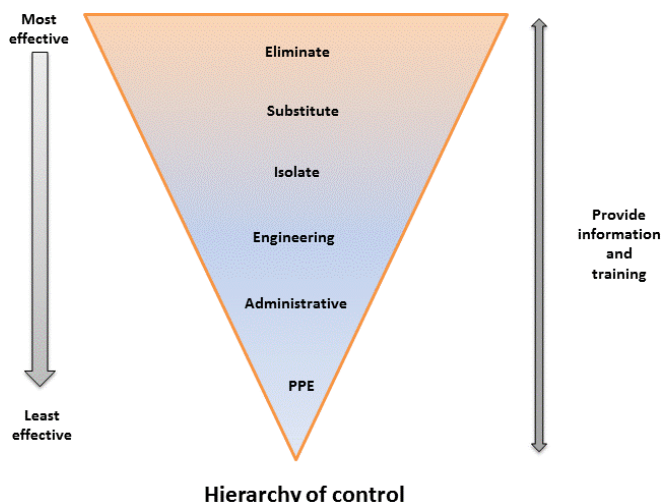 Most
effective
Eliminate
Substitute
Isolate
Engineering
Administrative
PPE
Least
effective
Provide
information
and
training
Hierarchy of control